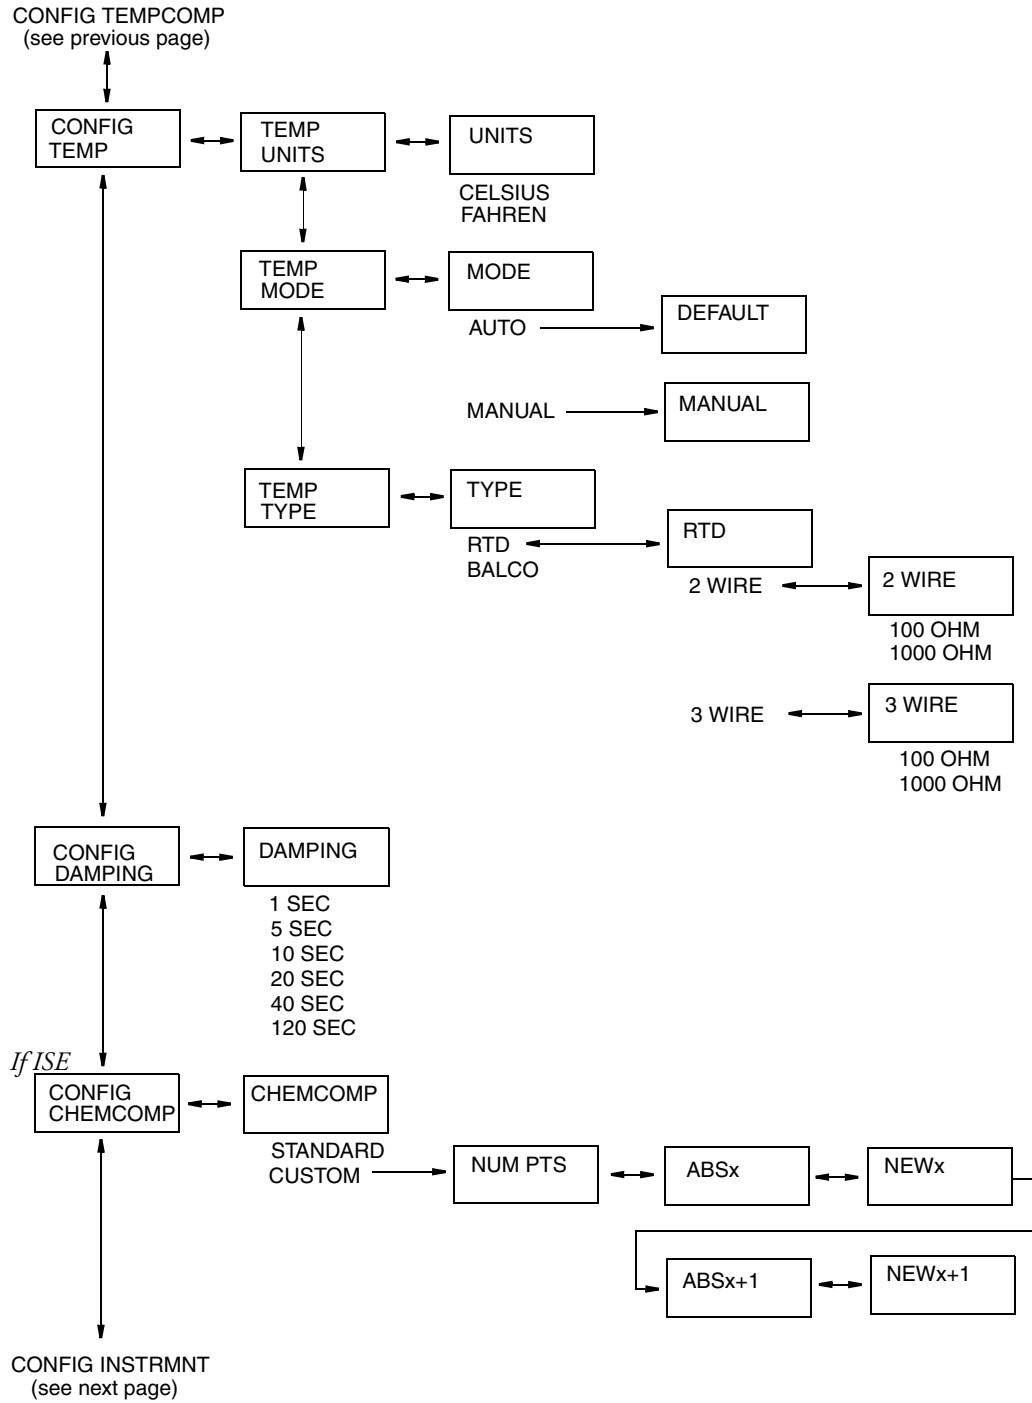 CONFIG TEMPCOMP
(see previous page)
CONFIG
TEMP
TEMP
UNITS
UNITS
CELSIUS
FAHREN
TEMP
MODE
MODE
AUTO
DEFAULT
MANUAL
MANUAL
TEMP
TYPE
TYPE
RTD
BALCO
RTD
2 WIRE
2 WIRE
100 OHM
1000 OHM
3 WIRE
3 WIRE
100 OHM
1000 OHM
CONFIG
DAMPING
DAMPING
1 SEC
5 SEC
10 SEC
20 SEC
40 SEC
120 SEC
If ISE
CONFIG
CHEMCOMP
CHEMCOMP
STANDARD
CUSTOM
NUM PTS
ABSx
NEWx
ABSx+1
NEWx+1
CONFIG INSTRMNT
(see next page)